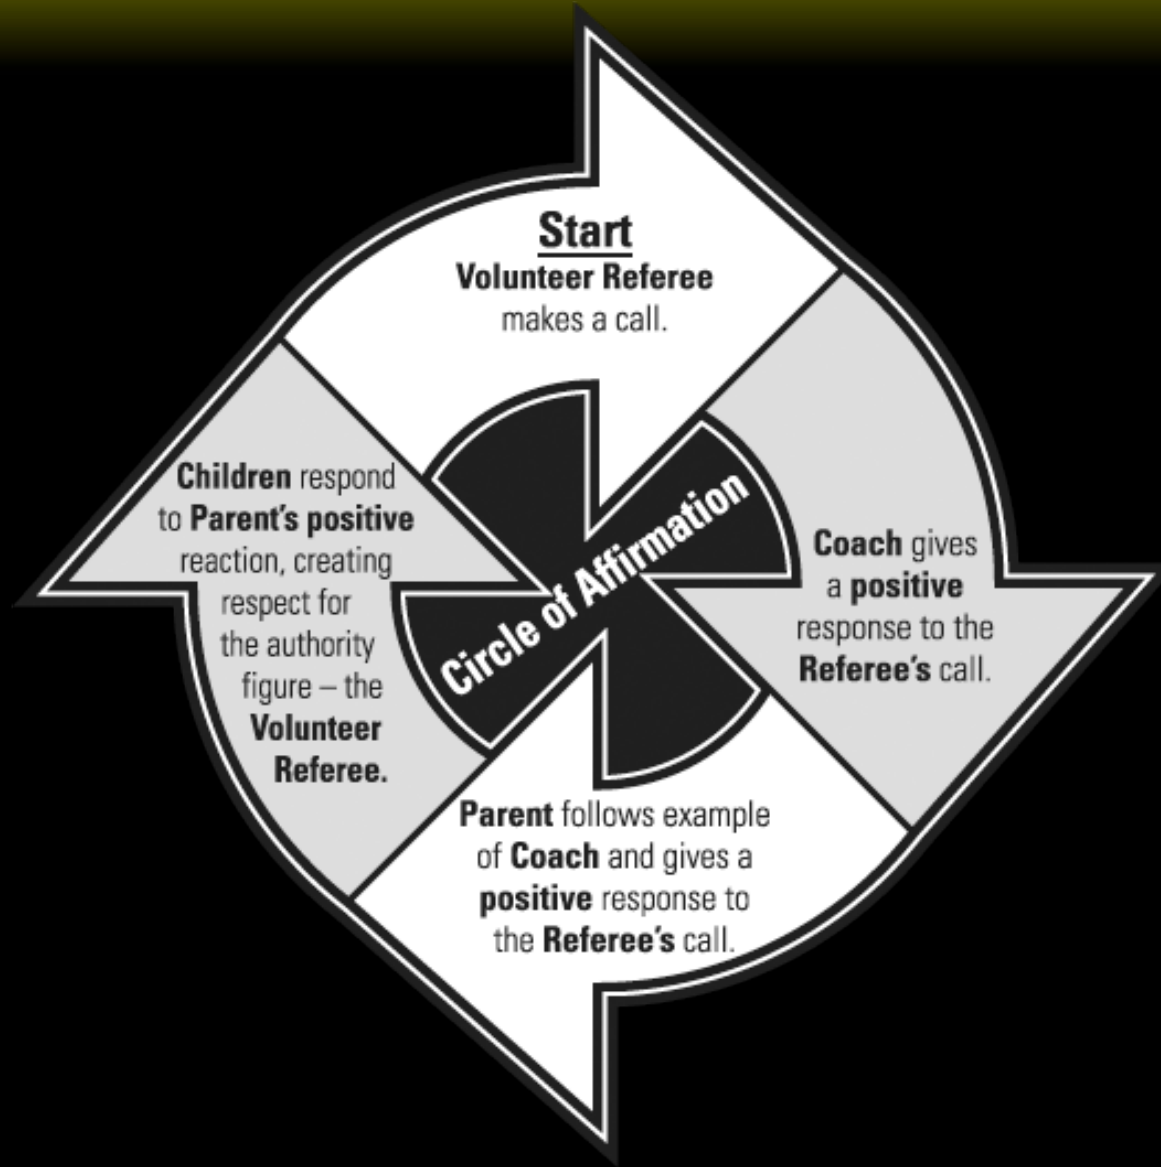 Start
Volunteer Referee
makes a call.
Coach gives
a positive
response to the
Referee's call.
Parent follows example
of Coach and gives a
positive response to
the Referee's call.
Children respond
to Parent's positive
reaction, creating
respect for
the authority
figure – the
Volunteer
Referee.
Circle of Affirmation